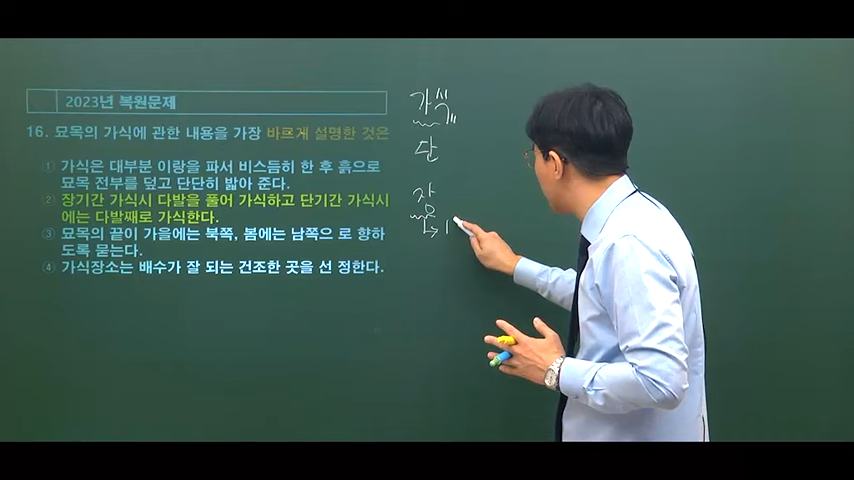 2023년 복원문제
16. 묘목의 가식에 관한 내용을 가장 바르게 설명한 것은
① 가식은 대부분 이랑을 파서 비스듬히 한 후 흙으로
묘목 전부를 덮고 단단히 밟아 준다.
② 장기간 가식시 다발을 풀어 가식하고 단기간 가식시
에는 다발째로 가식한다.
③ 묘목의 끝이 가을에는 북쪽, 봄에는 남쪽으 로 향하
도록 묻는다.
④ 가식장소는 배수가 잘 되는 건조한 곳을 선 정한다.
가식
단
장